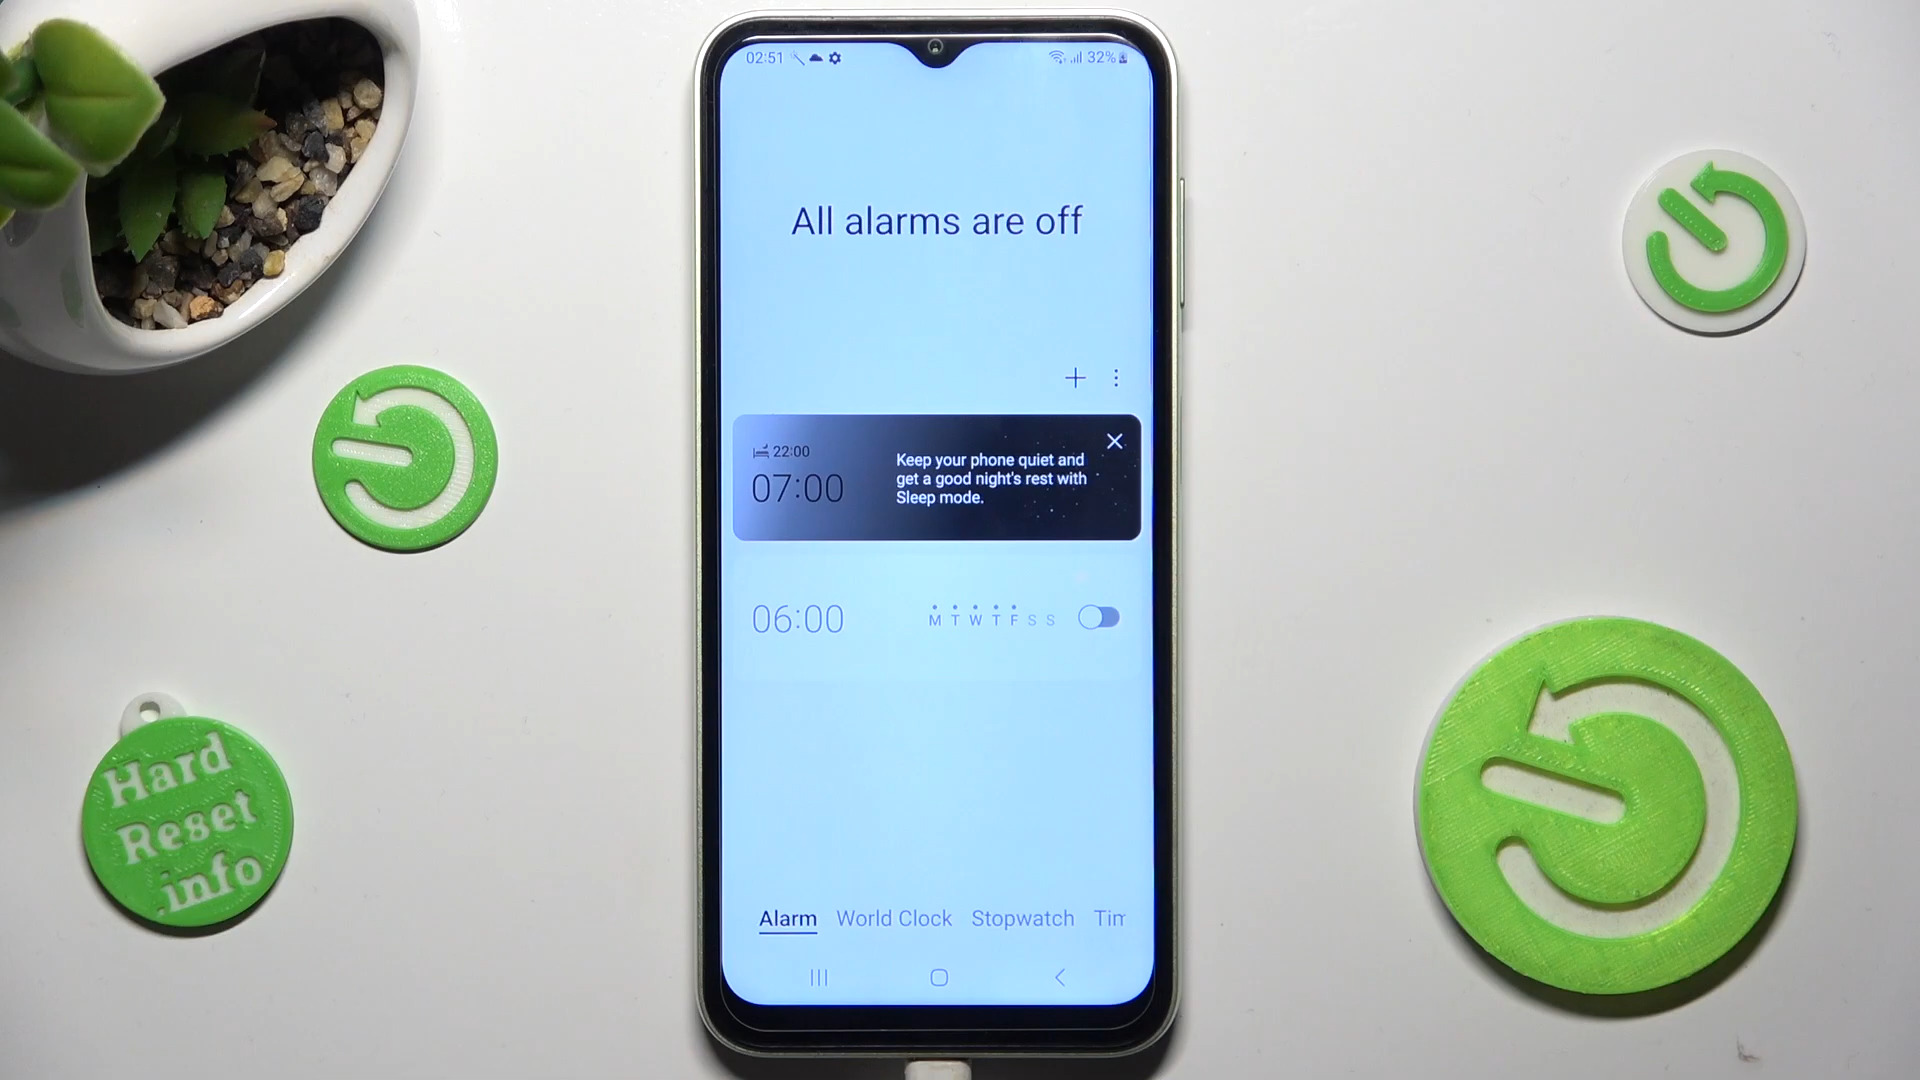 02:51
32%
All alarms are off
22:00
07:00
Keep your phone quiet and
get a good night's rest with
Sleep mode.
06:00
M T W T F S S
Alarm World Clock Stopwatch Tim
Hard
Reset
.info